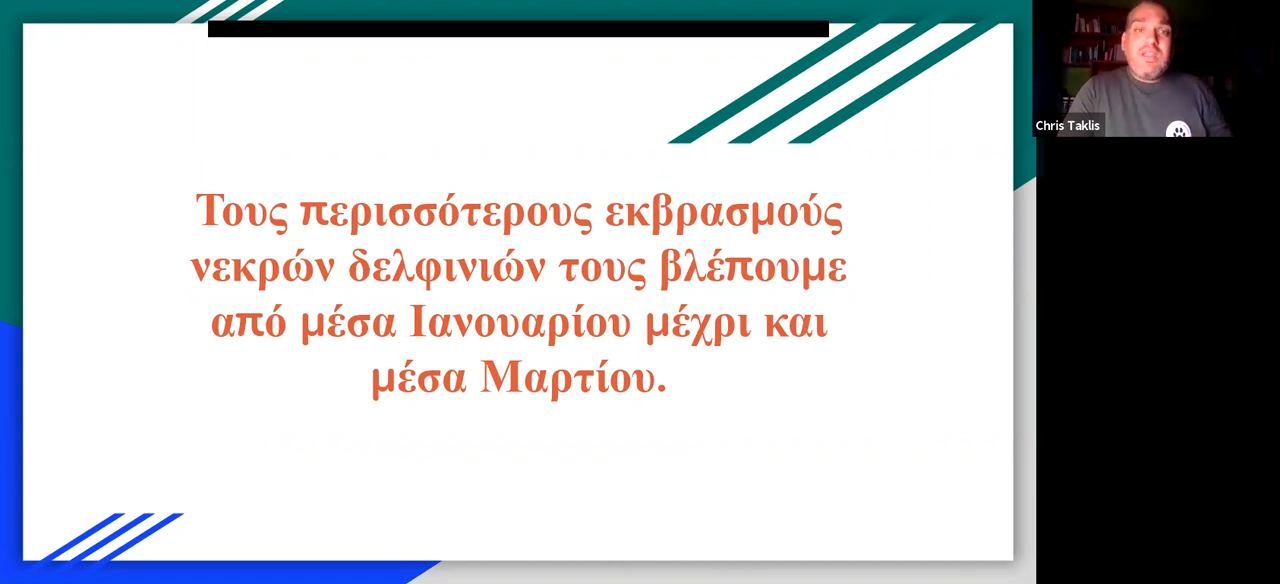 Τους περισσότερους εκβρασμούς
νεκρών δελφινιών τους βλέπουμε
από μέσα Ιανουαρίου μέχρι και
μέσα Μαρτίου.
Chris Taklis